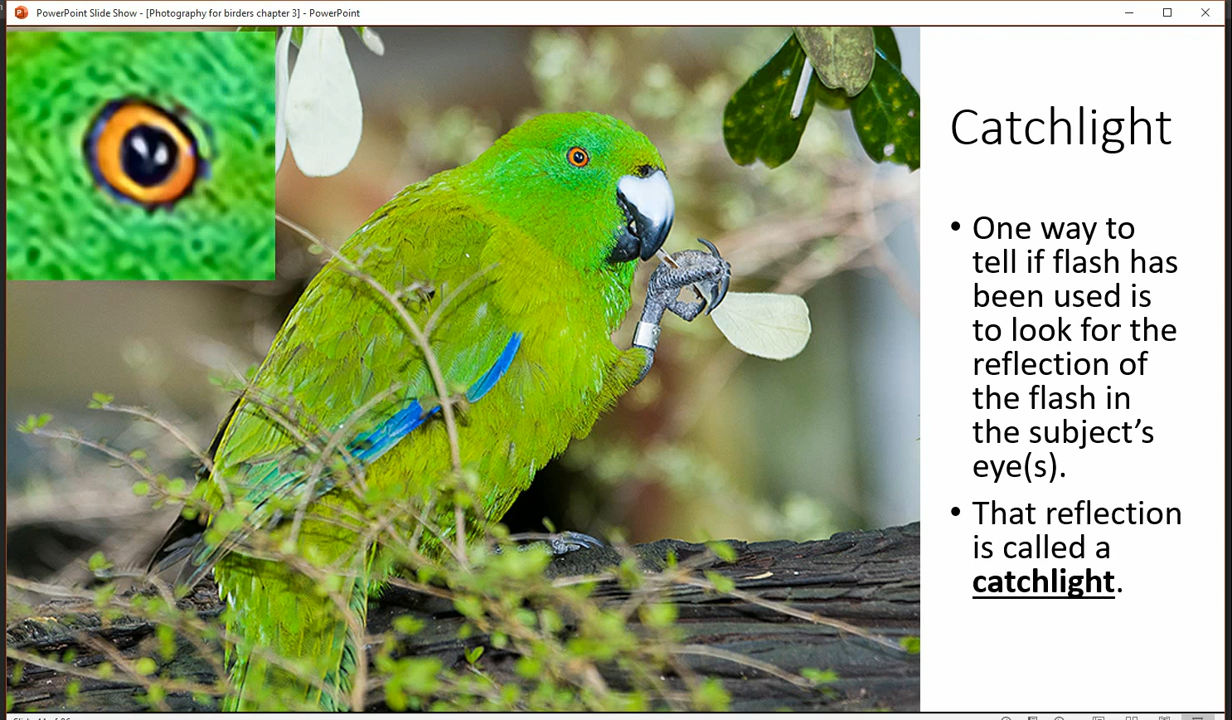 PowerPoint Slide Show - [Photography for birders chapter 3] - PowerPoint
Catchlight
• One way to
tell if flash has
been used is
to look for the
reflection of
the flash in
the subject’s
eye(s).
• That reflection
is called a
catchlight.